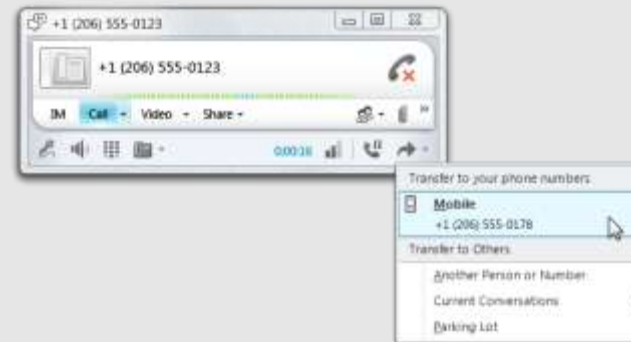 +1 (206) 555-0123
+1 (206) 555-0123
IM Call Video Share
0:00:18
Transfer to your phone numbers
Mobile
+1 (206) 555-0178
Transfer to Others
Another Person or Number
Current Conversations
Parking Lot